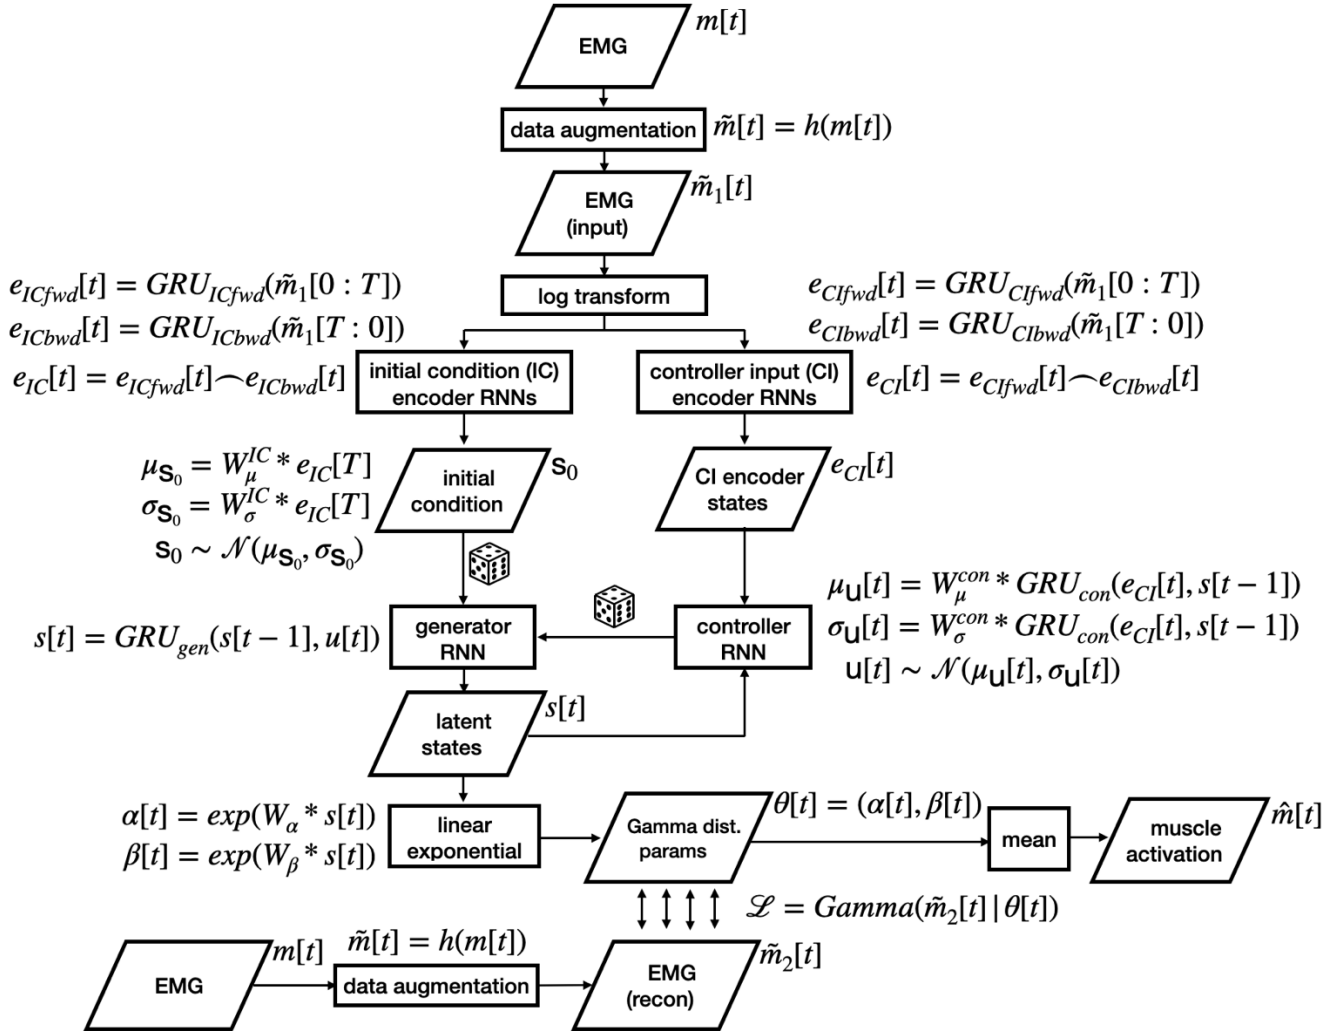 EMG
m[t]
data augmentation
m̃[t] = h(m[t])
EMG
(input)
m̃₁[t]
log transform
e_ICfwd[t] = GRU_ICfwd(m̃₁[0 : T])
e_ICbwd[t] = GRU_ICbwd(m̃₁[T : 0])
e_IC[t] = e_ICfwd[t]⌢e_ICbwd[t]
initial condition (IC)
encoder RNNs
controller input (CI)
encoder RNNs
e_CIfwd[t] = GRU_CIfwd(m̃₁[0 : T])
e_CIbwd[t] = GRU_CIbwd(m̃₁[T : 0])
e_CI[t] = e_CIfwd[t]⌢e_CIbwd[t]
μ_S₀ = W_μ^IC * e_IC[T]
σ_S₀ = W_σ^IC * e_IC[T]
S₀ ∼ 𝒩(μ_S₀, σ_S₀)
initial
condition
S₀
CI encoder
states
e_CI[t]
s[t] = GRU_gen(s[t − 1], u[t])
generator
RNN
controller
RNN
μ_u[t] = W_μ^con * GRU_con(e_CI[t], s[t − 1])
σ_u[t] = W_σ^con * GRU_con(e_CI[t], s[t − 1])
u[t] ∼ 𝒩(μ_u[t], σ_u[t])
latent
states
s[t]
α[t] = exp(W_α * s[t])
β[t] = exp(W_β * s[t])
linear
exponential
Gamma dist.
params
θ[t] = (α[t], β[t])
mean
muscle
activation
m̂[t]
ℒ = Gamma(m̃₂[t] | θ[t])
EMG
m[t]
m̃[t] = h(m[t])
data augmentation
EMG
(recon)
m̃₂[t]